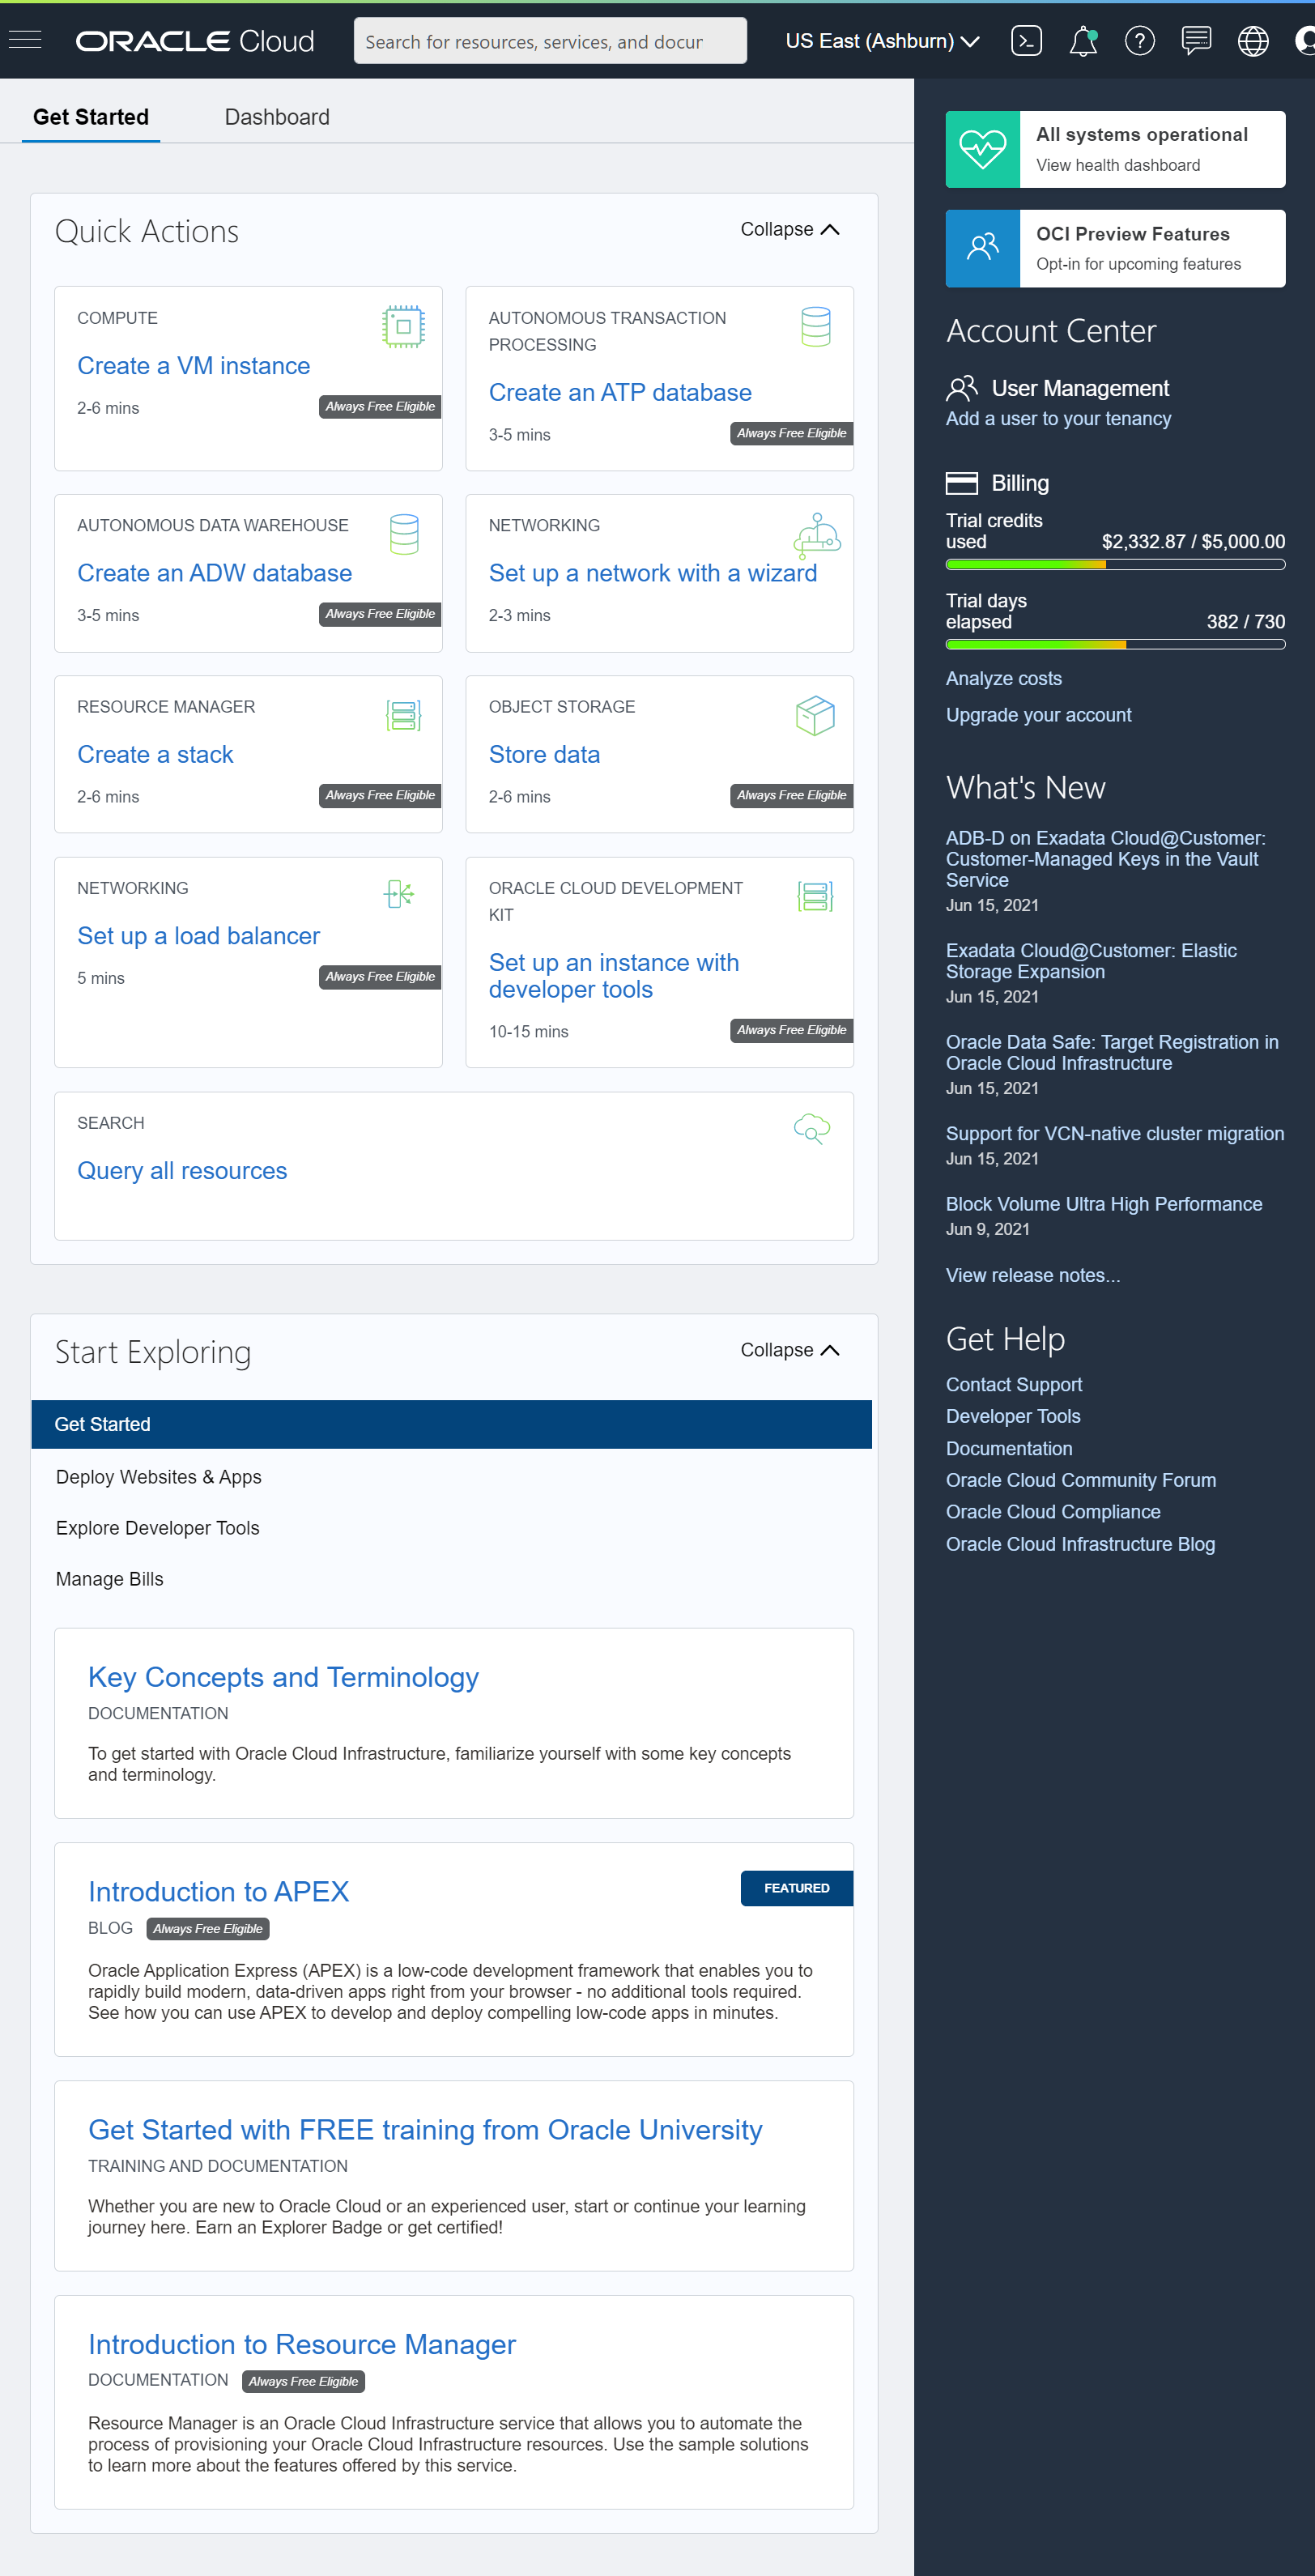 ORACLE Cloud
Search for resources, services, and docur
US East (Ashburn)
Get Started
Dashboard
Quick Actions
Collapse
COMPUTE
Create a VM instance
2-6 mins
Always Free Eligible
AUTONOMOUS TRANSACTION
PROCESSING
Create an ATP database
3-5 mins
Always Free Eligible
AUTONOMOUS DATA WAREHOUSE
Create an ADW database
3-5 mins
Always Free Eligible
NETWORKING
Set up a network with a wizard
2-3 mins
RESOURCE MANAGER
Create a stack
2-6 mins
Always Free Eligible
OBJECT STORAGE
Store data
2-6 mins
Always Free Eligible
NETWORKING
Set up a load balancer
5 mins
Always Free Eligible
ORACLE CLOUD DEVELOPMENT
KIT
Set up an instance with
developer tools
10-15 mins
Always Free Eligible
SEARCH
Query all resources
Start Exploring
Collapse
Get Started
Deploy Websites & Apps
Explore Developer Tools
Manage Bills
Key Concepts and Terminology
DOCUMENTATION
To get started with Oracle Cloud Infrastructure, familiarize yourself with some key concepts
and terminology.
Introduction to APEX
FEATURED
BLOG
Always Free Eligible
Oracle Application Express (APEX) is a low-code development framework that enables you to
rapidly build modern, data-driven apps right from your browser - no additional tools required.
See how you can use APEX to develop and deploy compelling low-code apps in minutes.
Get Started with FREE training from Oracle University
TRAINING AND DOCUMENTATION
Whether you are new to Oracle Cloud or an experienced user, start or continue your learning
journey here. Earn an Explorer Badge or get certified!
Introduction to Resource Manager
DOCUMENTATION
Always Free Eligible
Resource Manager is an Oracle Cloud Infrastructure service that allows you to automate the
process of provisioning your Oracle Cloud Infrastructure resources. Use the sample solutions
to learn more about the features offered by this service.
All systems operational
View health dashboard
OCI Preview Features
Opt-in for upcoming features
Account Center
User Management
Add a user to your tenancy
Billing
Trial credits
used
$2,332.87 / $5,000.00
Trial days
elapsed
382 / 730
Analyze costs
Upgrade your account
What's New
ADB-D on Exadata Cloud@Customer:
Customer-Managed Keys in the Vault
Service
Jun 15, 2021
Exadata Cloud@Customer: Elastic
Storage Expansion
Jun 15, 2021
Oracle Data Safe: Target Registration in
Oracle Cloud Infrastructure
Jun 15, 2021
Support for VCN-native cluster migration
Jun 15, 2021
Block Volume Ultra High Performance
Jun 9, 2021
View release notes...
Get Help
Contact Support
Developer Tools
Documentation
Oracle Cloud Community Forum
Oracle Cloud Compliance
Oracle Cloud Infrastructure Blog